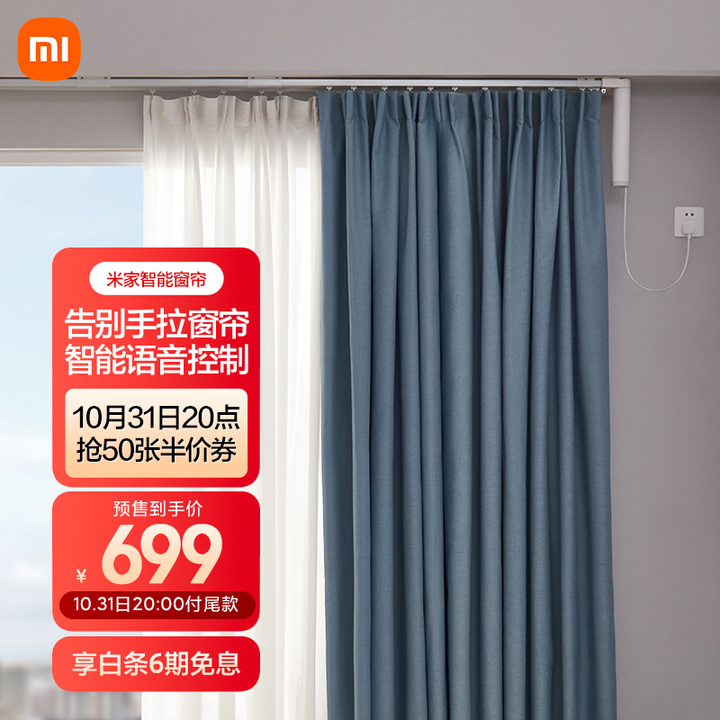 mi
米家智能窗帘
告别手拉窗帘
智能语音控制
10月31日20点
抢50张半价券
预售到手价
¥699
10.31日20:00付尾款
享白条6期免息